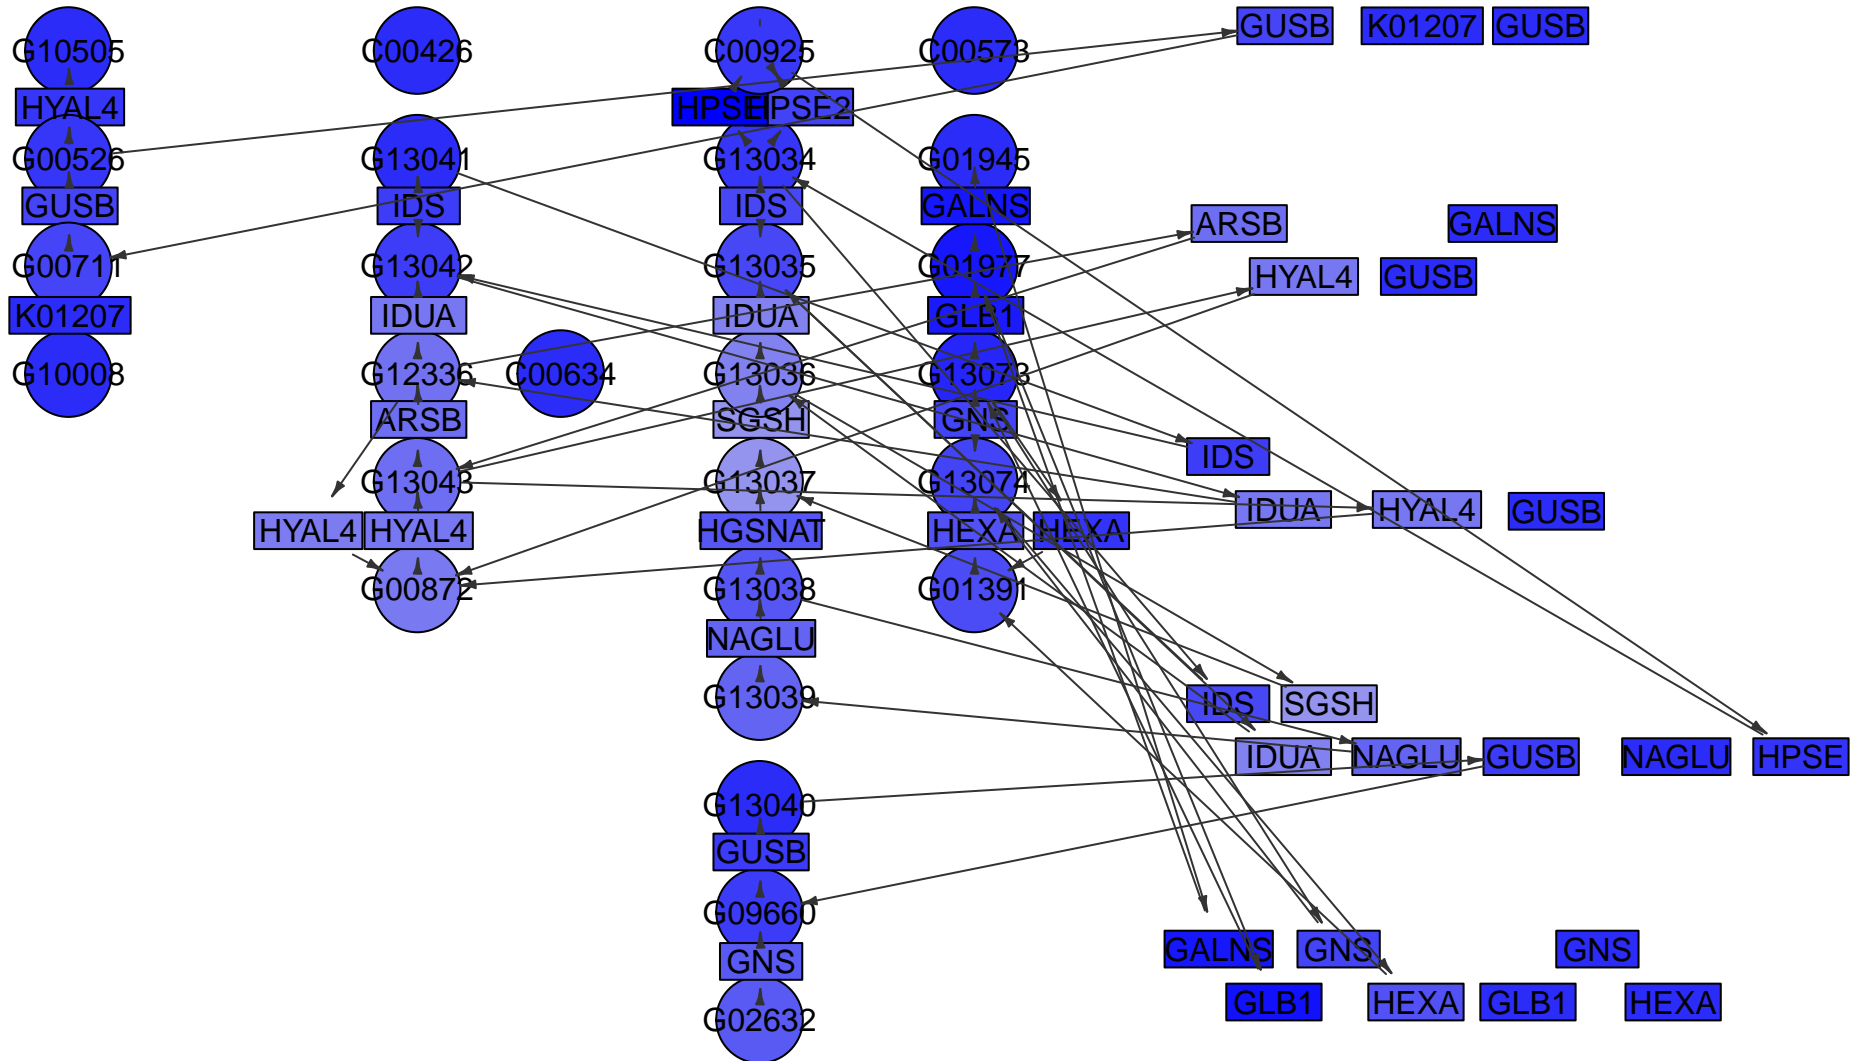 G10505 C00426 C00925 C00573 GUSB K01207 GUSB
HYAL4 HPSE HPSE2
G00526 G13041 G13034 G01945
GUSB IDS IDS GALNS ARSB GALNS
G00711 G13042 G13035 G01977 HYAL4 GUSB
K01207 IDUA IDUA GLB1
G10008 G12336 C00634 G13036 G13073
ARSB SGSH GNS IDS
G13043 G13037 G13074 IDUA HYAL4 GUSB
HYAL4 HYAL4 HGSNAT HEXA HEXA
G00872 G13038 G01391
NAGLU
G13039 IDS SGSH
IDUA NAGLU GUSB NAGLU HPSE
G13040
GUSB
G09660
GNS GALNS GNS GNS
G02632 GLB1 HEXA GLB1 HEXA